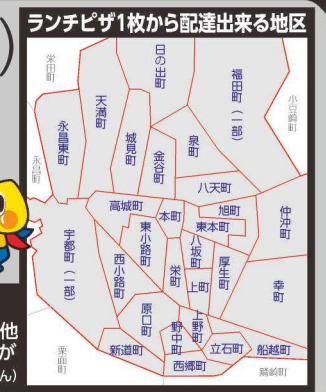 ランチピザ1枚から配達出来る地区
栄田町
日の出町
福田町（一部）
小豆崎町
天満町
永昌東町
城見町
泉町
金谷町
永昌町
八天町
高城町
本町
旭町
仲沖町
東本町
宇都町（一部）
東小路町
八坂町
西小路町
栄町
厚生町
幸町
上町
原口町
上野町
野中町
新道町
立石町
船越町
西郷町
栗面町
鷲崎町
他
が
ん）
）